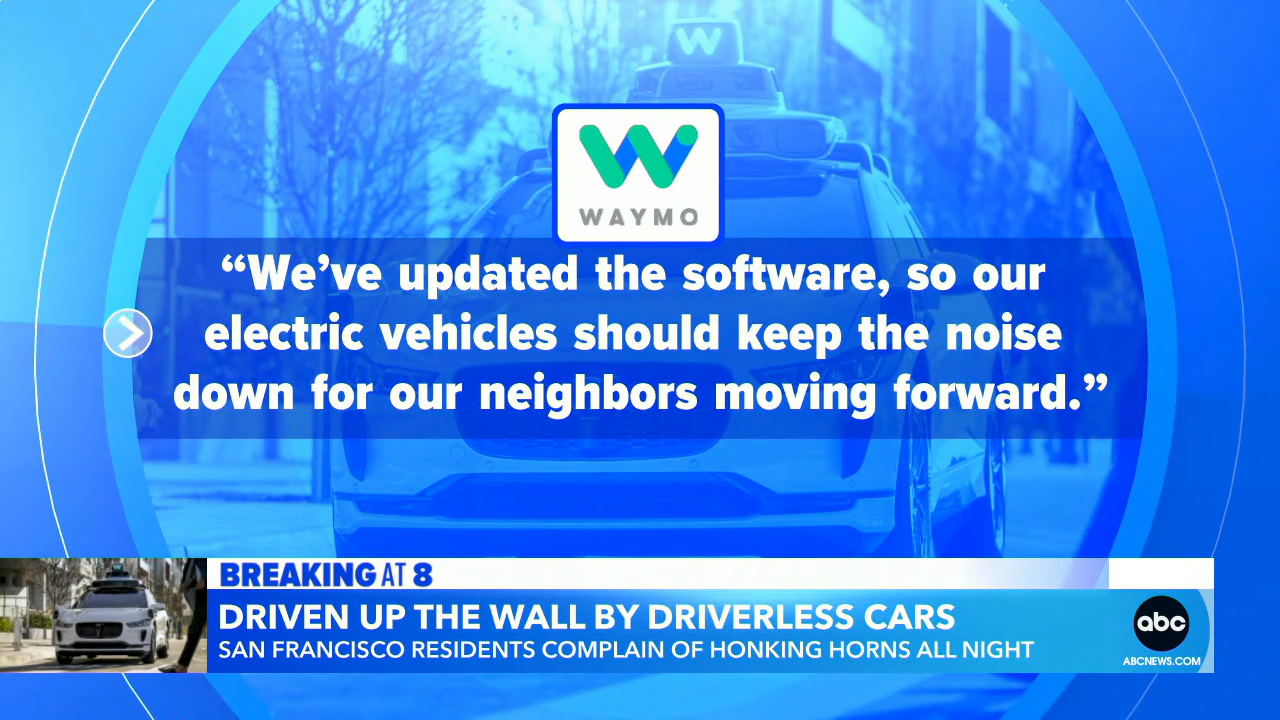 W
WAYMO
“We’ve updated the software, so our
electric vehicles should keep the noise
down for our neighbors moving forward.”
BREAKING AT 8
DRIVEN UP THE WALL BY DRIVERLESS CARS
SAN FRANCISCO RESIDENTS COMPLAIN OF HONKING HORNS ALL NIGHT
abc
ABCNEWS.COM